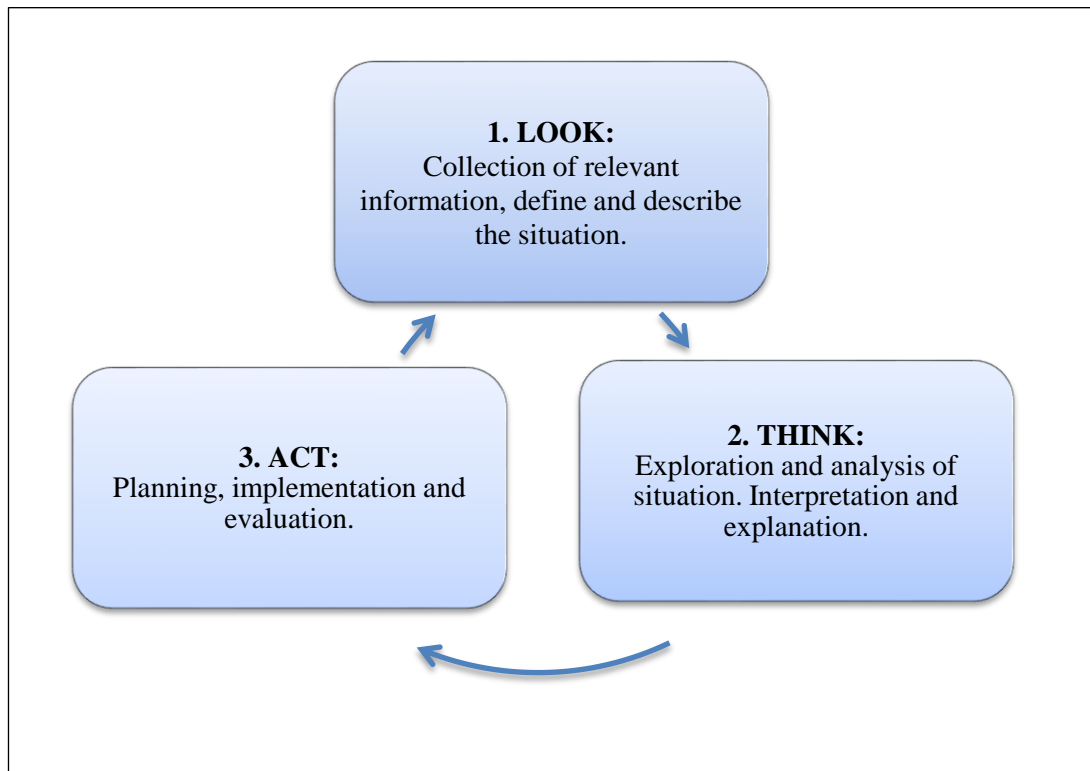 1. LOOK:
Collection of relevant
information, define and describe
the situation.
2. THINK:
Exploration and analysis of
situation. Interpretation and
explanation.
3. ACT:
Planning, implementation and
evaluation.